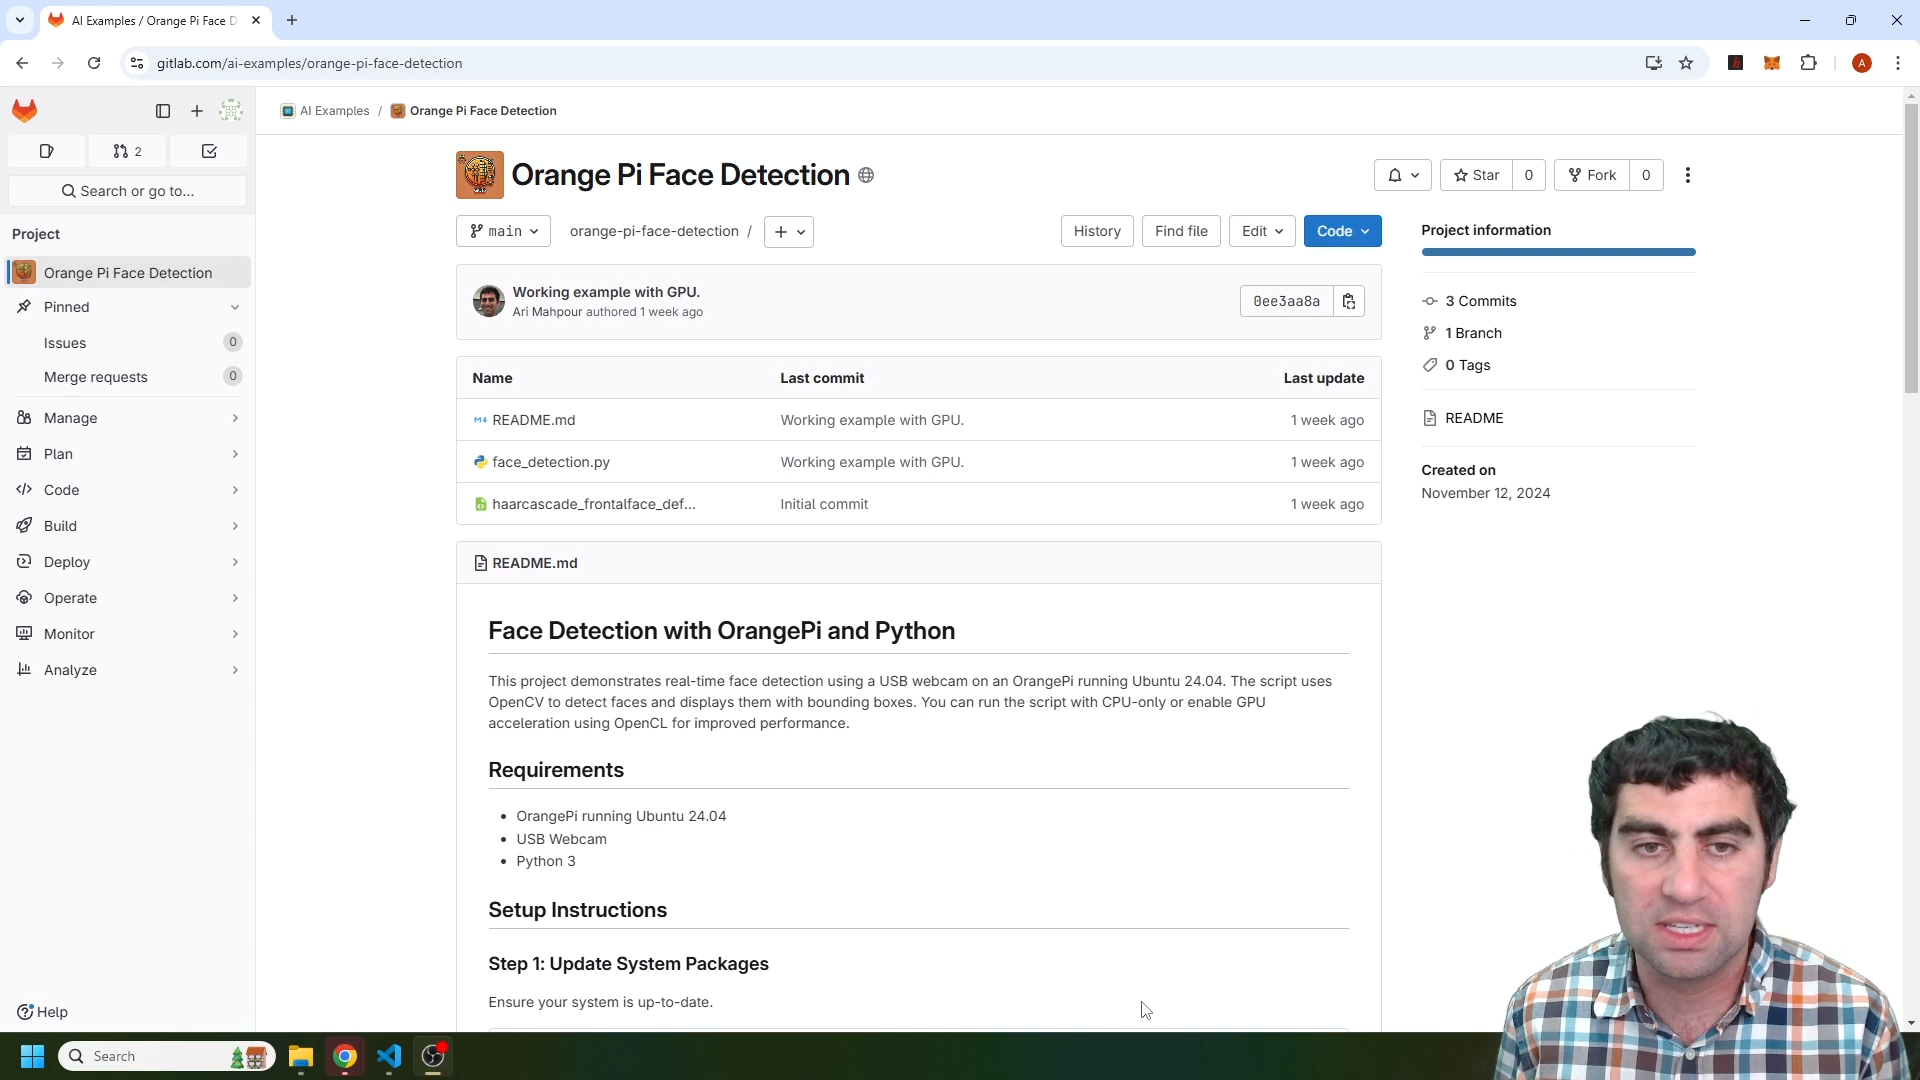 AI Examples / Orange Pi Face D
gitlab.com/ai-examples/orange-pi-face-detection
A
AI Examples / Orange Pi Face Detection
2
Search or go to...
Project
Orange Pi Face Detection
Pinned
Issues 0
Merge requests 0
Manage
Plan
Code
Build
Deploy
Operate
Monitor
Analyze
Help
Orange Pi Face Detection
Star 0
Fork 0
main
orange-pi-face-detection /
History
Find file
Edit
Code
Working example with GPU.
Ari Mahpour authored 1 week ago
0ee3aa8a
Name Last commit Last update
README.md Working example with GPU. 1 week ago
face_detection.py Working example with GPU. 1 week ago
haarcascade_frontalface_def... Initial commit 1 week ago
README.md
Face Detection with OrangePi and Python
This project demonstrates real-time face detection using a USB webcam on an OrangePi running Ubuntu 24.04. The script uses
OpenCV to detect faces and displays them with bounding boxes. You can run the script with CPU-only or enable GPU
acceleration using OpenCL for improved performance.
Requirements
• OrangePi running Ubuntu 24.04
• USB Webcam
• Python 3
Setup Instructions
Step 1: Update System Packages
Ensure your system is up-to-date.
Project information
3 Commits
1 Branch
0 Tags
README
Created on
November 12, 2024
Search